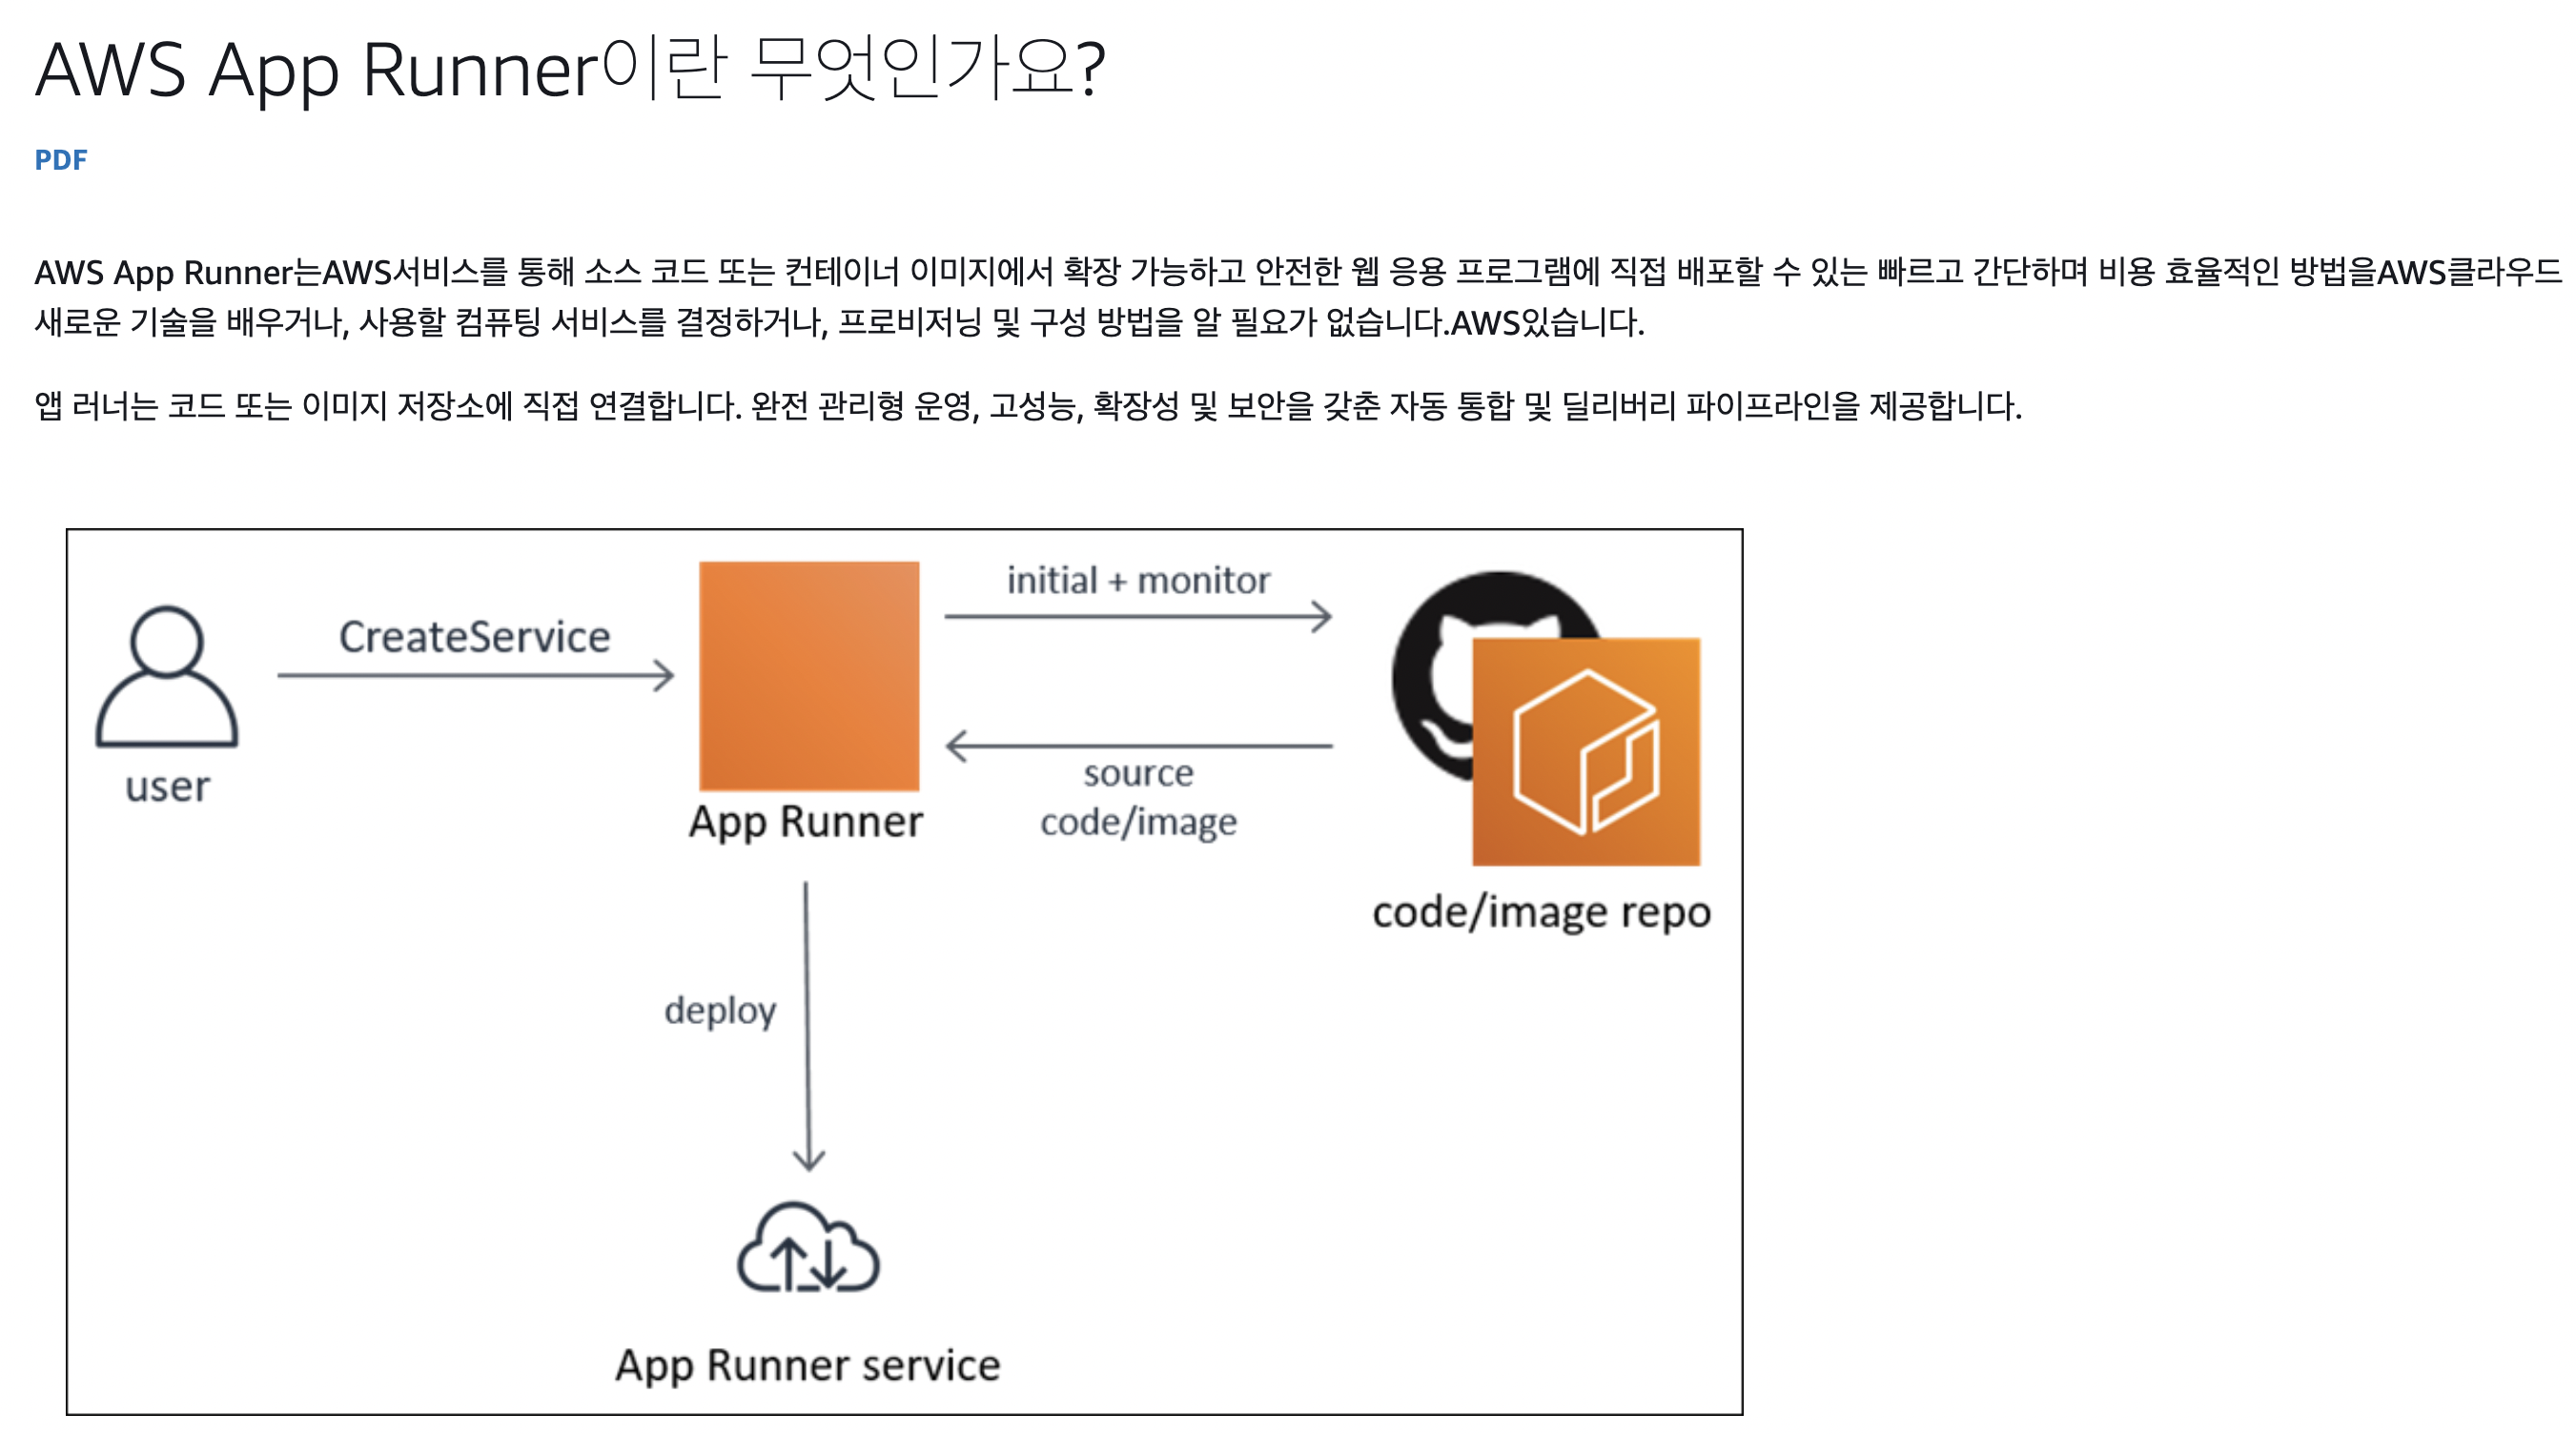 AWS App Runner이란 무엇인가요?
PDF
AWS App Runner는AWS서비스를 통해 소스 코드 또는 컨테이너 이미지에서 확장 가능하고 안전한 웹 응용 프로그램에 직접 배포할 수 있는 빠르고 간단하며 비용 효율적인 방법을AWS클라우드
새로운 기술을 배우거나, 사용할 컴퓨팅 서비스를 결정하거나, 프로비저닝 및 구성 방법을 알 필요가 없습니다.AWS있습니다.
앱 러너는 코드 또는 이미지 저장소에 직접 연결합니다. 완전 관리형 운영, 고성능, 확장성 및 보안을 갖춘 자동 통합 및 딜리버리 파이프라인을 제공합니다.
initial + monitor
CreateService
user
App Runner
source
code/image
code/image repo
deploy
App Runner service